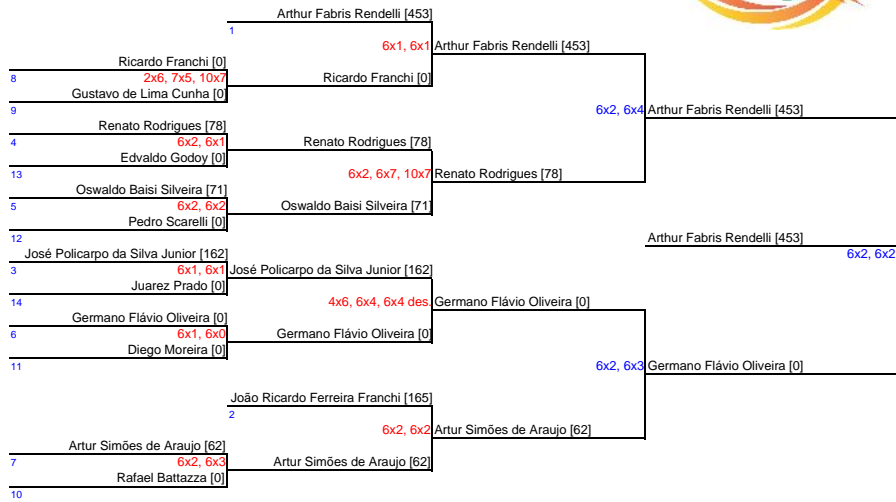 Arthur Fabris Rendelli [453]
1
6x1, 6x1 Arthur Fabris Rendelli [453]
Ricardo Franchi [0]
8 2x6, 7x5, 10x7 Ricardo Franchi [0]
Gustavo de Lima Cunha [0]
9
6x2, 6x4 Arthur Fabris Rendelli [453]
Renato Rodrigues [78]
4 6x2, 6x1 Renato Rodrigues [78]
Edvaldo Godoy [0]
13
6x2, 6x7, 10x7 Renato Rodrigues [78]
Oswaldo Baisi Silveira [71]
5 6x2, 6x2 Oswaldo Baisi Silveira [71]
Pedro Scarelli [0]
12
Arthur Fabris Rendelli [453]
6x2, 6x2
José Policarpo da Silva Junior [162]
3 6x1, 6x1 José Policarpo da Silva Junior [162]
Juarez Prado [0]
14
4x6, 6x4, 6x4 des. Germano Flávio Oliveira [0]
Germano Flávio Oliveira [0]
6 6x1, 6x0 Germano Flávio Oliveira [0]
Diego Moreira [0]
11
6x2, 6x3 Germano Flávio Oliveira [0]
João Ricardo Ferreira Franchi [165]
2
6x2, 6x2 Artur Simões de Araujo [62]
Artur Simões de Araujo [62]
7 6x2, 6x3 Artur Simões de Araujo [62]
Rafael Battazza [0]
10